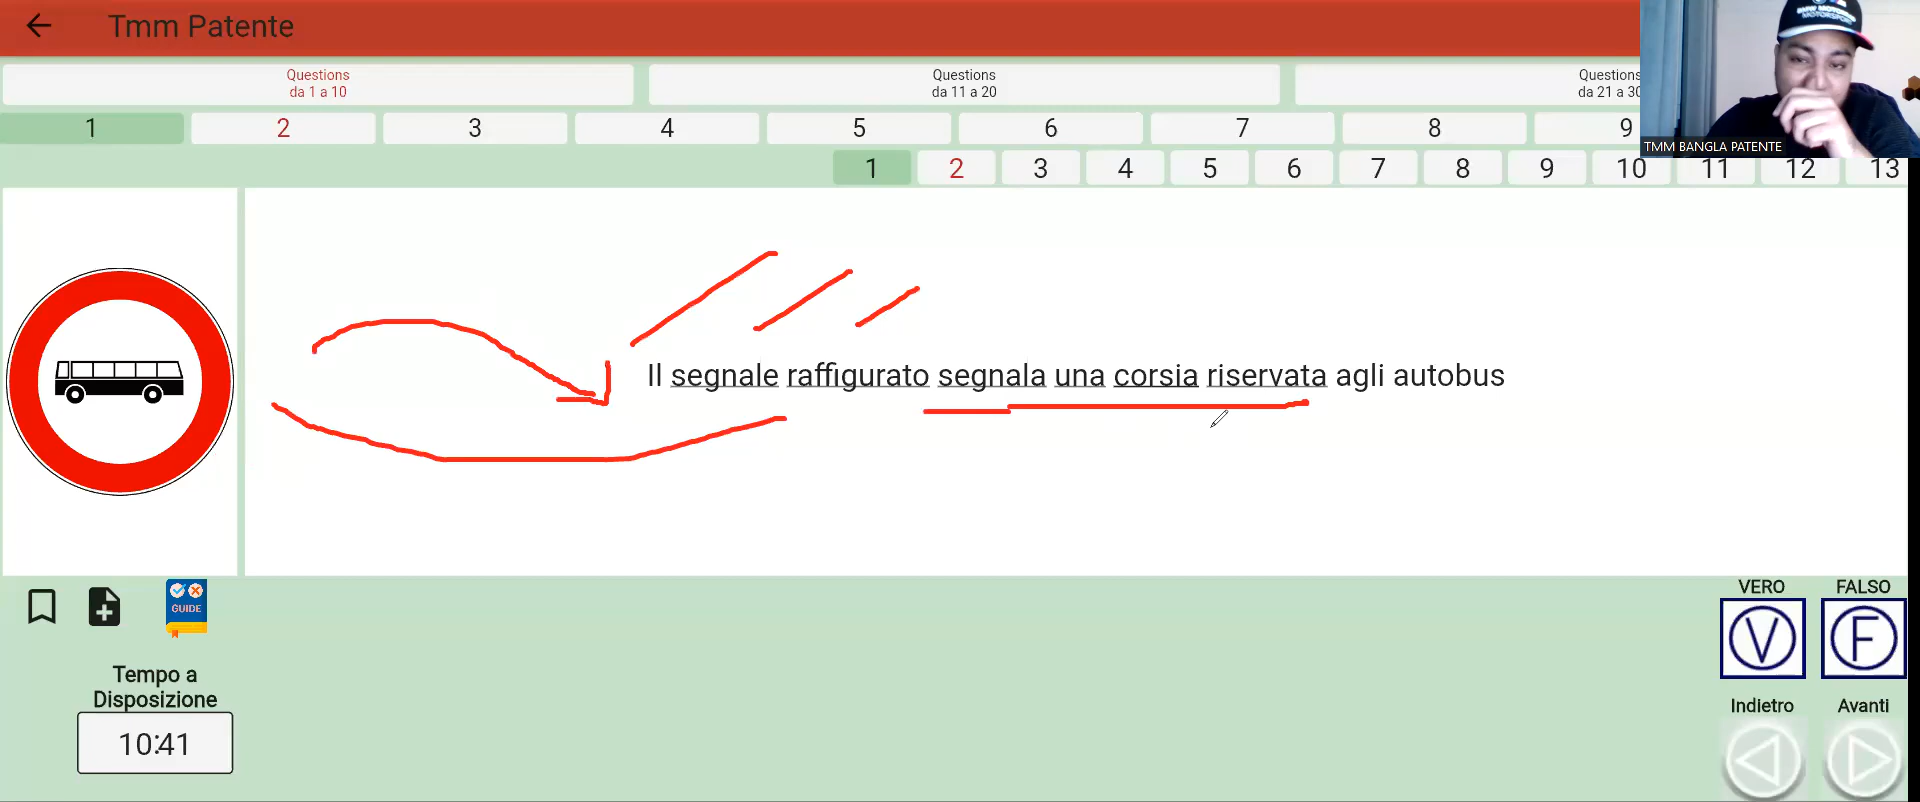 Tmm Patente
Questions
da 1 a 10
Questions
da 11 a 20
Questions
da 21 a 30
1 2 3 4 5 6 7 8 9
TMM BANGLA PATENTE
1 2 3 4 5 6 7 8 9 10 11 12 13
Il segnale raffigurato segnala una corsia riservata agli autobus
GUIDE
VERO FALSO
V F
Tempo a
Disposizione
10:41
Indietro Avanti